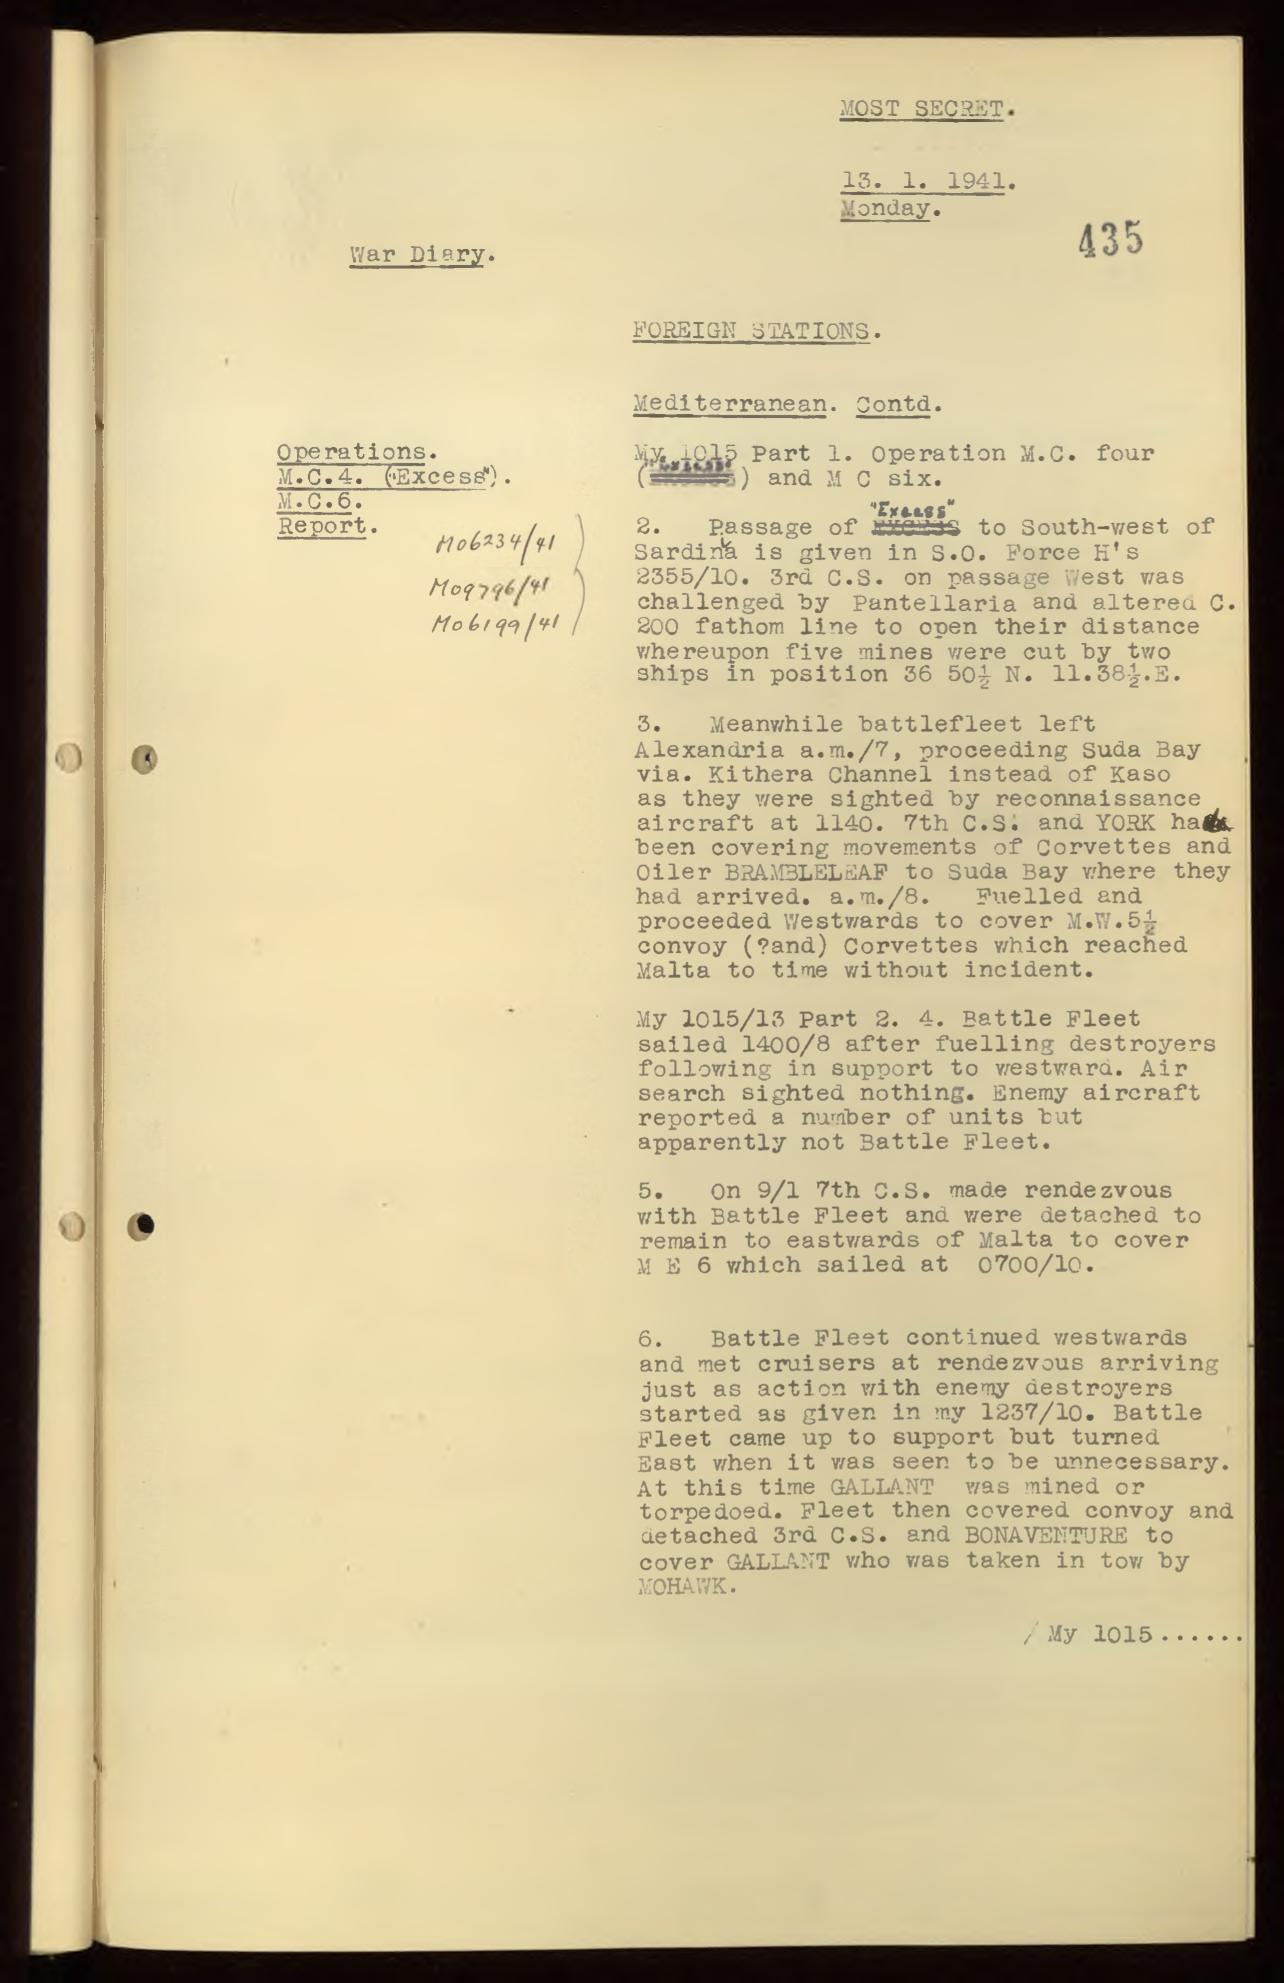 MOST SECRET.
13. 1. 1941.
Monday.
435
War Diary.
FOREIGN STATIONS.
Mediterranean. Contd.
Operations.
M.C.4. ("Excess").
M.C.6.
Report.
M06234/41
M09796/41
M06199/41
My 1015 Part 1. Operation M.C. four
("Excess") and M C six.
"Excess"
2. Passage of EXCESS to South-west of
Sardinia is given in S.O. Force H's
2355/10. 3rd C.S. on passage West was
challenged by Pantellaria and altered C.
200 fathom line to open their distance
whereupon five mines were cut by two
ships in position 36 50½ N. 11.38½.E.
3. Meanwhile battlefleet left
Alexandria a.m./7, proceeding Suda Bay
via. Kithera Channel instead of Kaso
as they were sighted by reconnaissance
aircraft at 1140. 7th C.S. and YORK had
been covering movements of Corvettes and
Oiler BRAMBLELEAF to Suda Bay where they
had arrived. a.m./8. Fuelled and
proceeded Westwards to cover M.W.5½
convoy (?and) Corvettes which reached
Malta to time without incident.
My 1015/13 Part 2. 4. Battle Fleet
sailed 1400/8 after fuelling destroyers
following in support to westward. Air
search sighted nothing. Enemy aircraft
reported a number of units but
apparently not Battle Fleet.
5. On 9/1 7th C.S. made rendezvous
with Battle Fleet and were detached to
remain to eastwards of Malta to cover
M E 6 which sailed at 0700/10.
6. Battle Fleet continued westwards
and met cruisers at rendezvous arriving
just as action with enemy destroyers
started as given in my 1237/10. Battle
Fleet came up to support but turned
East when it was seen to be unnecessary.
At this time GALLANT was mined or
torpedoed. Fleet then covered convoy and
detached 3rd C.S. and BONAVENTURE to
cover GALLANT who was taken in tow by
MOHAWK.
/ My 1015......